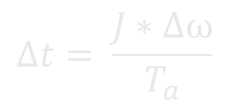 Δt = J * Δω / T_a